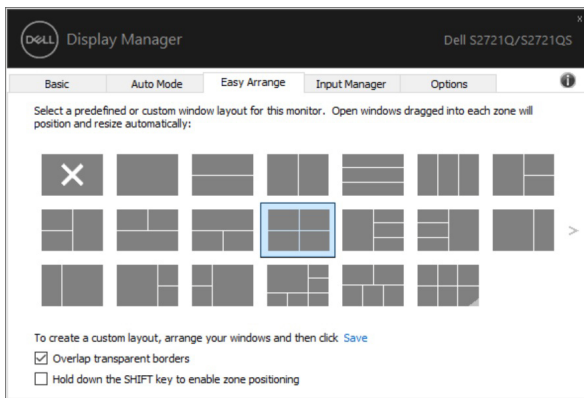 x
DELL Display Manager Dell S2721Q/S2721QS
Basic Auto Mode Easy Arrange Input Manager Options i
Select a predefined or custom window layout for this monitor. Open windows dragged into each zone will
position and resize automatically:
>
To create a custom layout, arrange your windows and then click Save
Overlap transparent borders
Hold down the SHIFT key to enable zone positioning